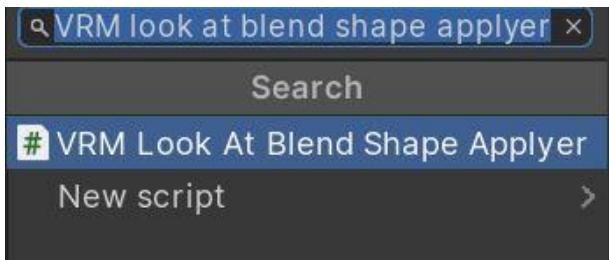 VRM look at blend shape applyer
Search
# VRM Look At Blend Shape Applyer
New script